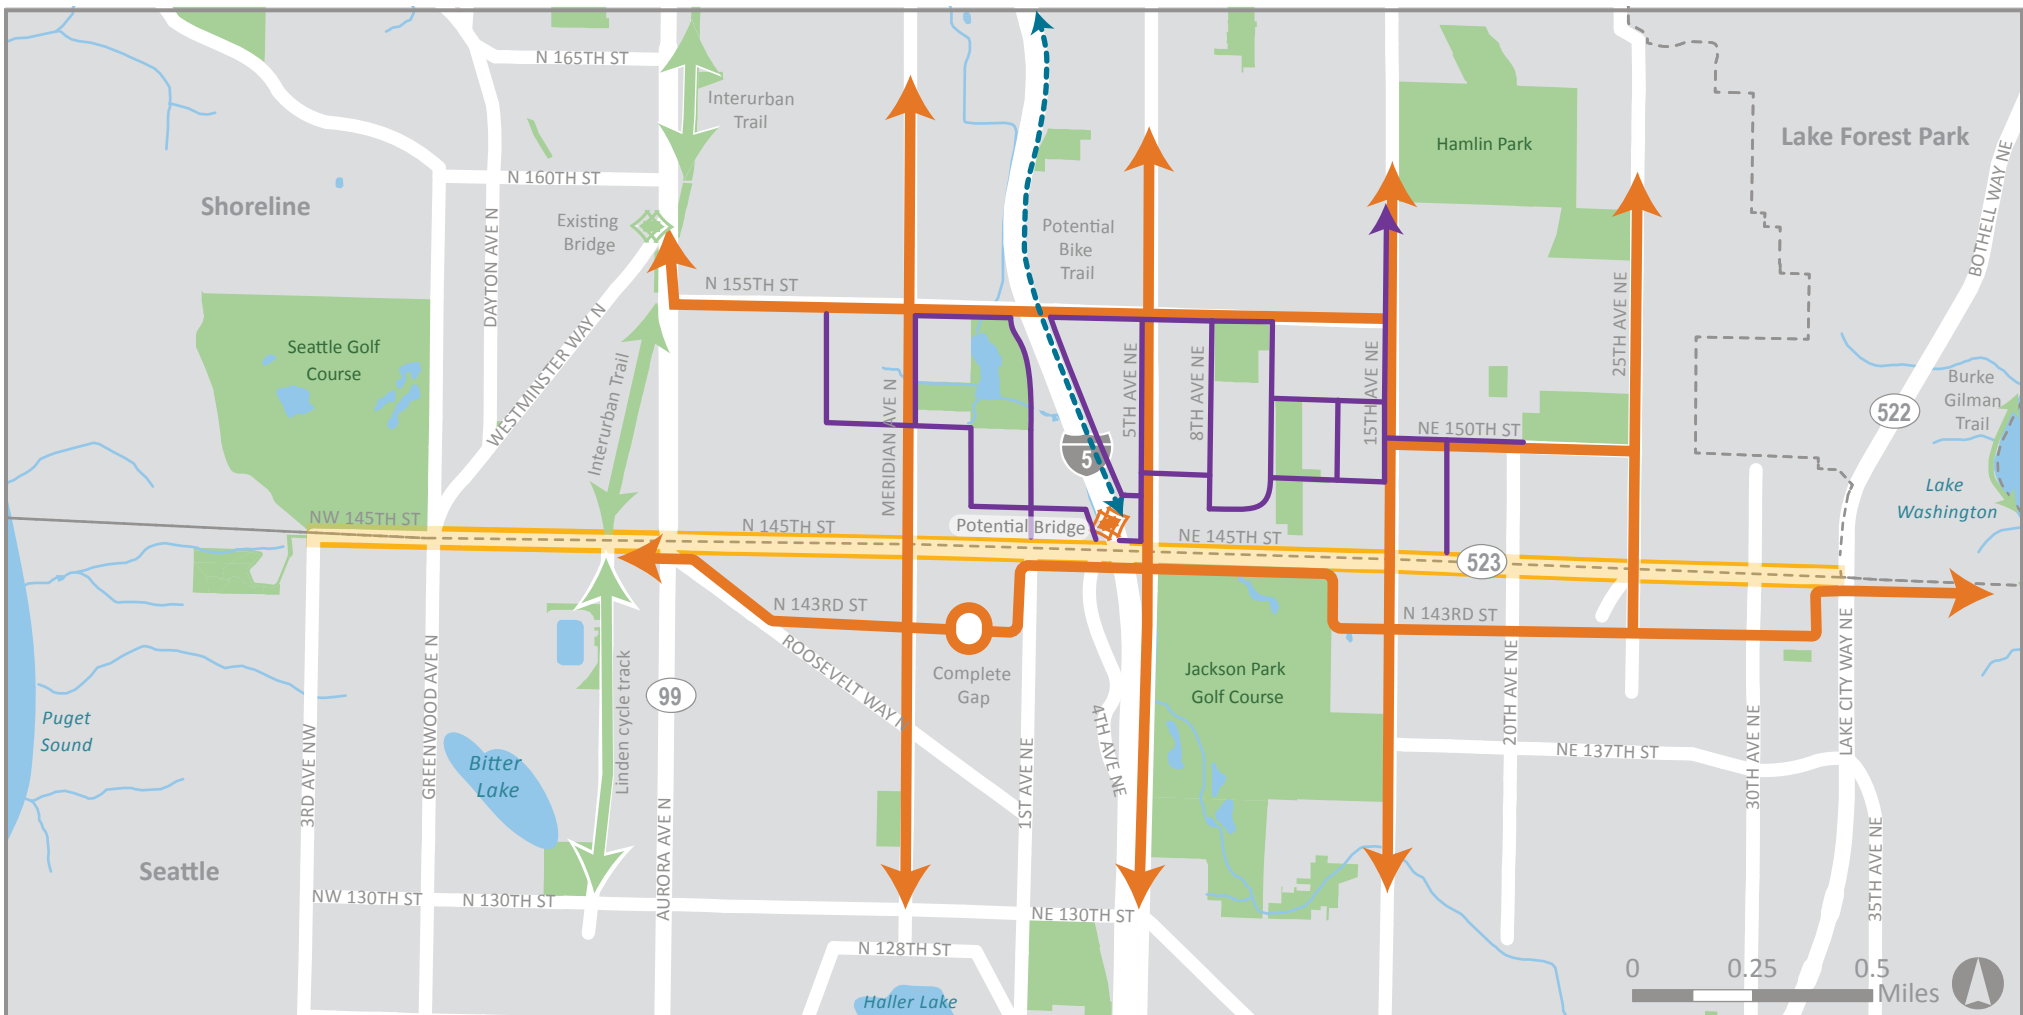 N 165TH ST
Interurban
Trail
Hamlin Park
Lake Forest Park
BOTHELL WAY NE
N 160TH ST
Shoreline
Existing
Bridge
DAYTON AVE N
Potential
Bike
Trail
N 155TH ST
25TH AVE NE
Seattle Golf
Course
WESTMINSTER WAY N
Interurban Trail
MERIDIAN AVE N
5TH AVE NE
8TH AVE NE
15TH AVE NE
Burke
Gilman
Trail
522
NE 150TH ST
5
Lake
Washington
NW 145TH ST
N 145TH ST
Potential Bridge
NE 145TH ST
523
N 143RD ST
N 143RD ST
ROOSEVELT WAY N
Complete
Gap
Jackson Park
Golf Course
GREENWOOD AVE N
Linden cycle track
99
4TH AVE NE
20TH AVE NE
LAKE CITY WAY NE
Puget
Sound
3RD AVE NW
Bitter
Lake
1ST AVE NE
NE 137TH ST
30TH AVE NE
AURORA AVE N
35TH AVE NE
Seattle
NW 130TH ST
N 130TH ST
NE 130TH ST
N 128TH ST
Haller Lake
0 0.25 0.5
Miles